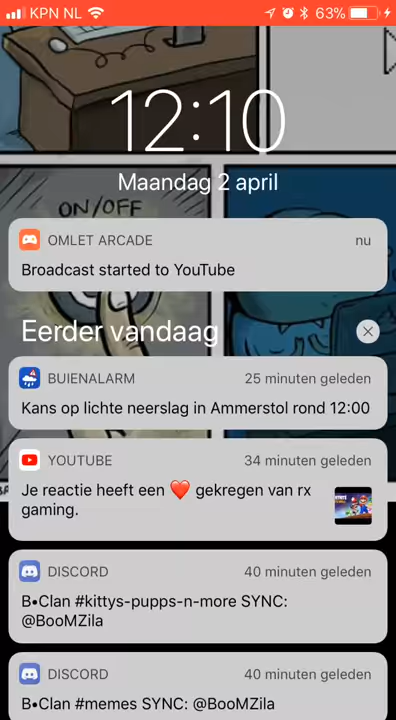 KPN NL 63%
12:10
Maandag 2 april
ON/OFF
OMLET ARCADE nu
Broadcast started to YouTube
Eerder vandaag
BUIENALARM 25 minuten geleden
Kans op lichte neerslag in Ammerstol rond 12:00
YOUTUBE 34 minuten geleden
Je reactie heeft een ❤️ gekregen van rx
gaming.
DISCORD 40 minuten geleden
B•Clan #kittys-pupps-n-more SYNC:
@BooMZila
DISCORD 40 minuten geleden
B•Clan #memes SYNC: @BooMZila